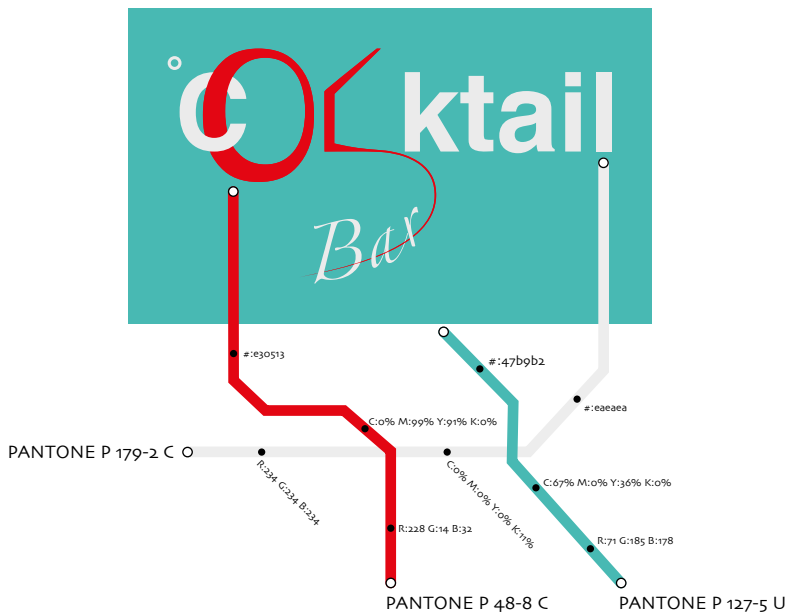 °cocktail
Bar
#:e30513
#:47b9b2
#:eaeaea
C:0% M:99% Y:91% K:0%
PANTONE P 179-2 C
R:234 G:234 B:234
C:0% M:0% Y:0% K:11%
C:67% M:0% Y:36% K:0%
R:228 G:14 B:32
R:71 G:185 B:178
PANTONE P 48-8 C
PANTONE P 127-5 U